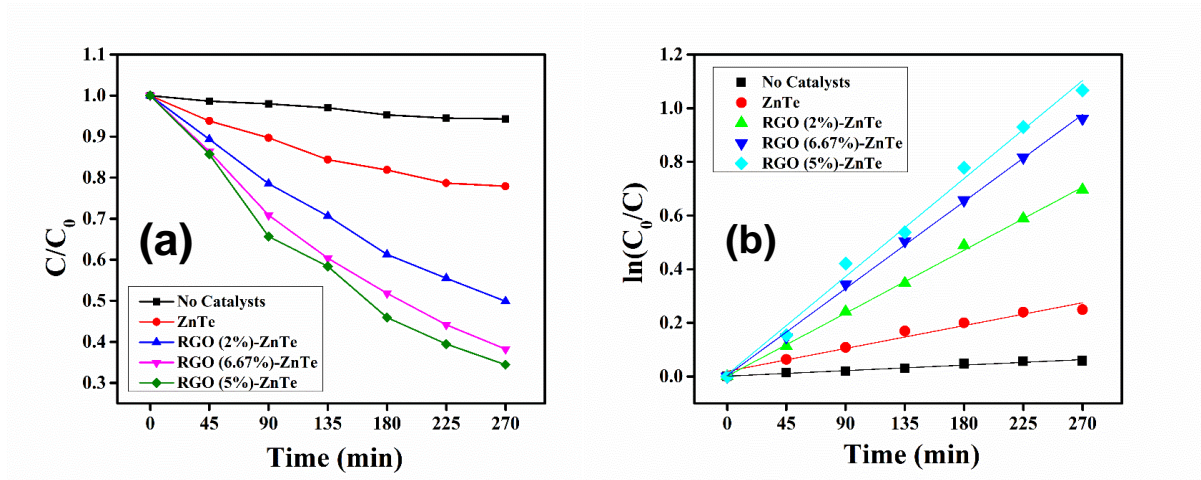 1.1
1.0
0.9
0.8
0.7
0.6
0.5
0.4
0.3
C/C0
(a)
No Catalysts
ZnTe
RGO (2%)-ZnTe
RGO (6.67%)-ZnTe
RGO (5%)-ZnTe
0 45 90 135 180 225 270
Time (min)
1.2
1.0
0.8
0.6
0.4
0.2
0.0
ln(C0/C)
No Catalysts
ZnTe
RGO (2%)-ZnTe
RGO (6.67%)-ZnTe
RGO (5%)-ZnTe
(b)
0 45 90 135 180 225 270
Time (min)